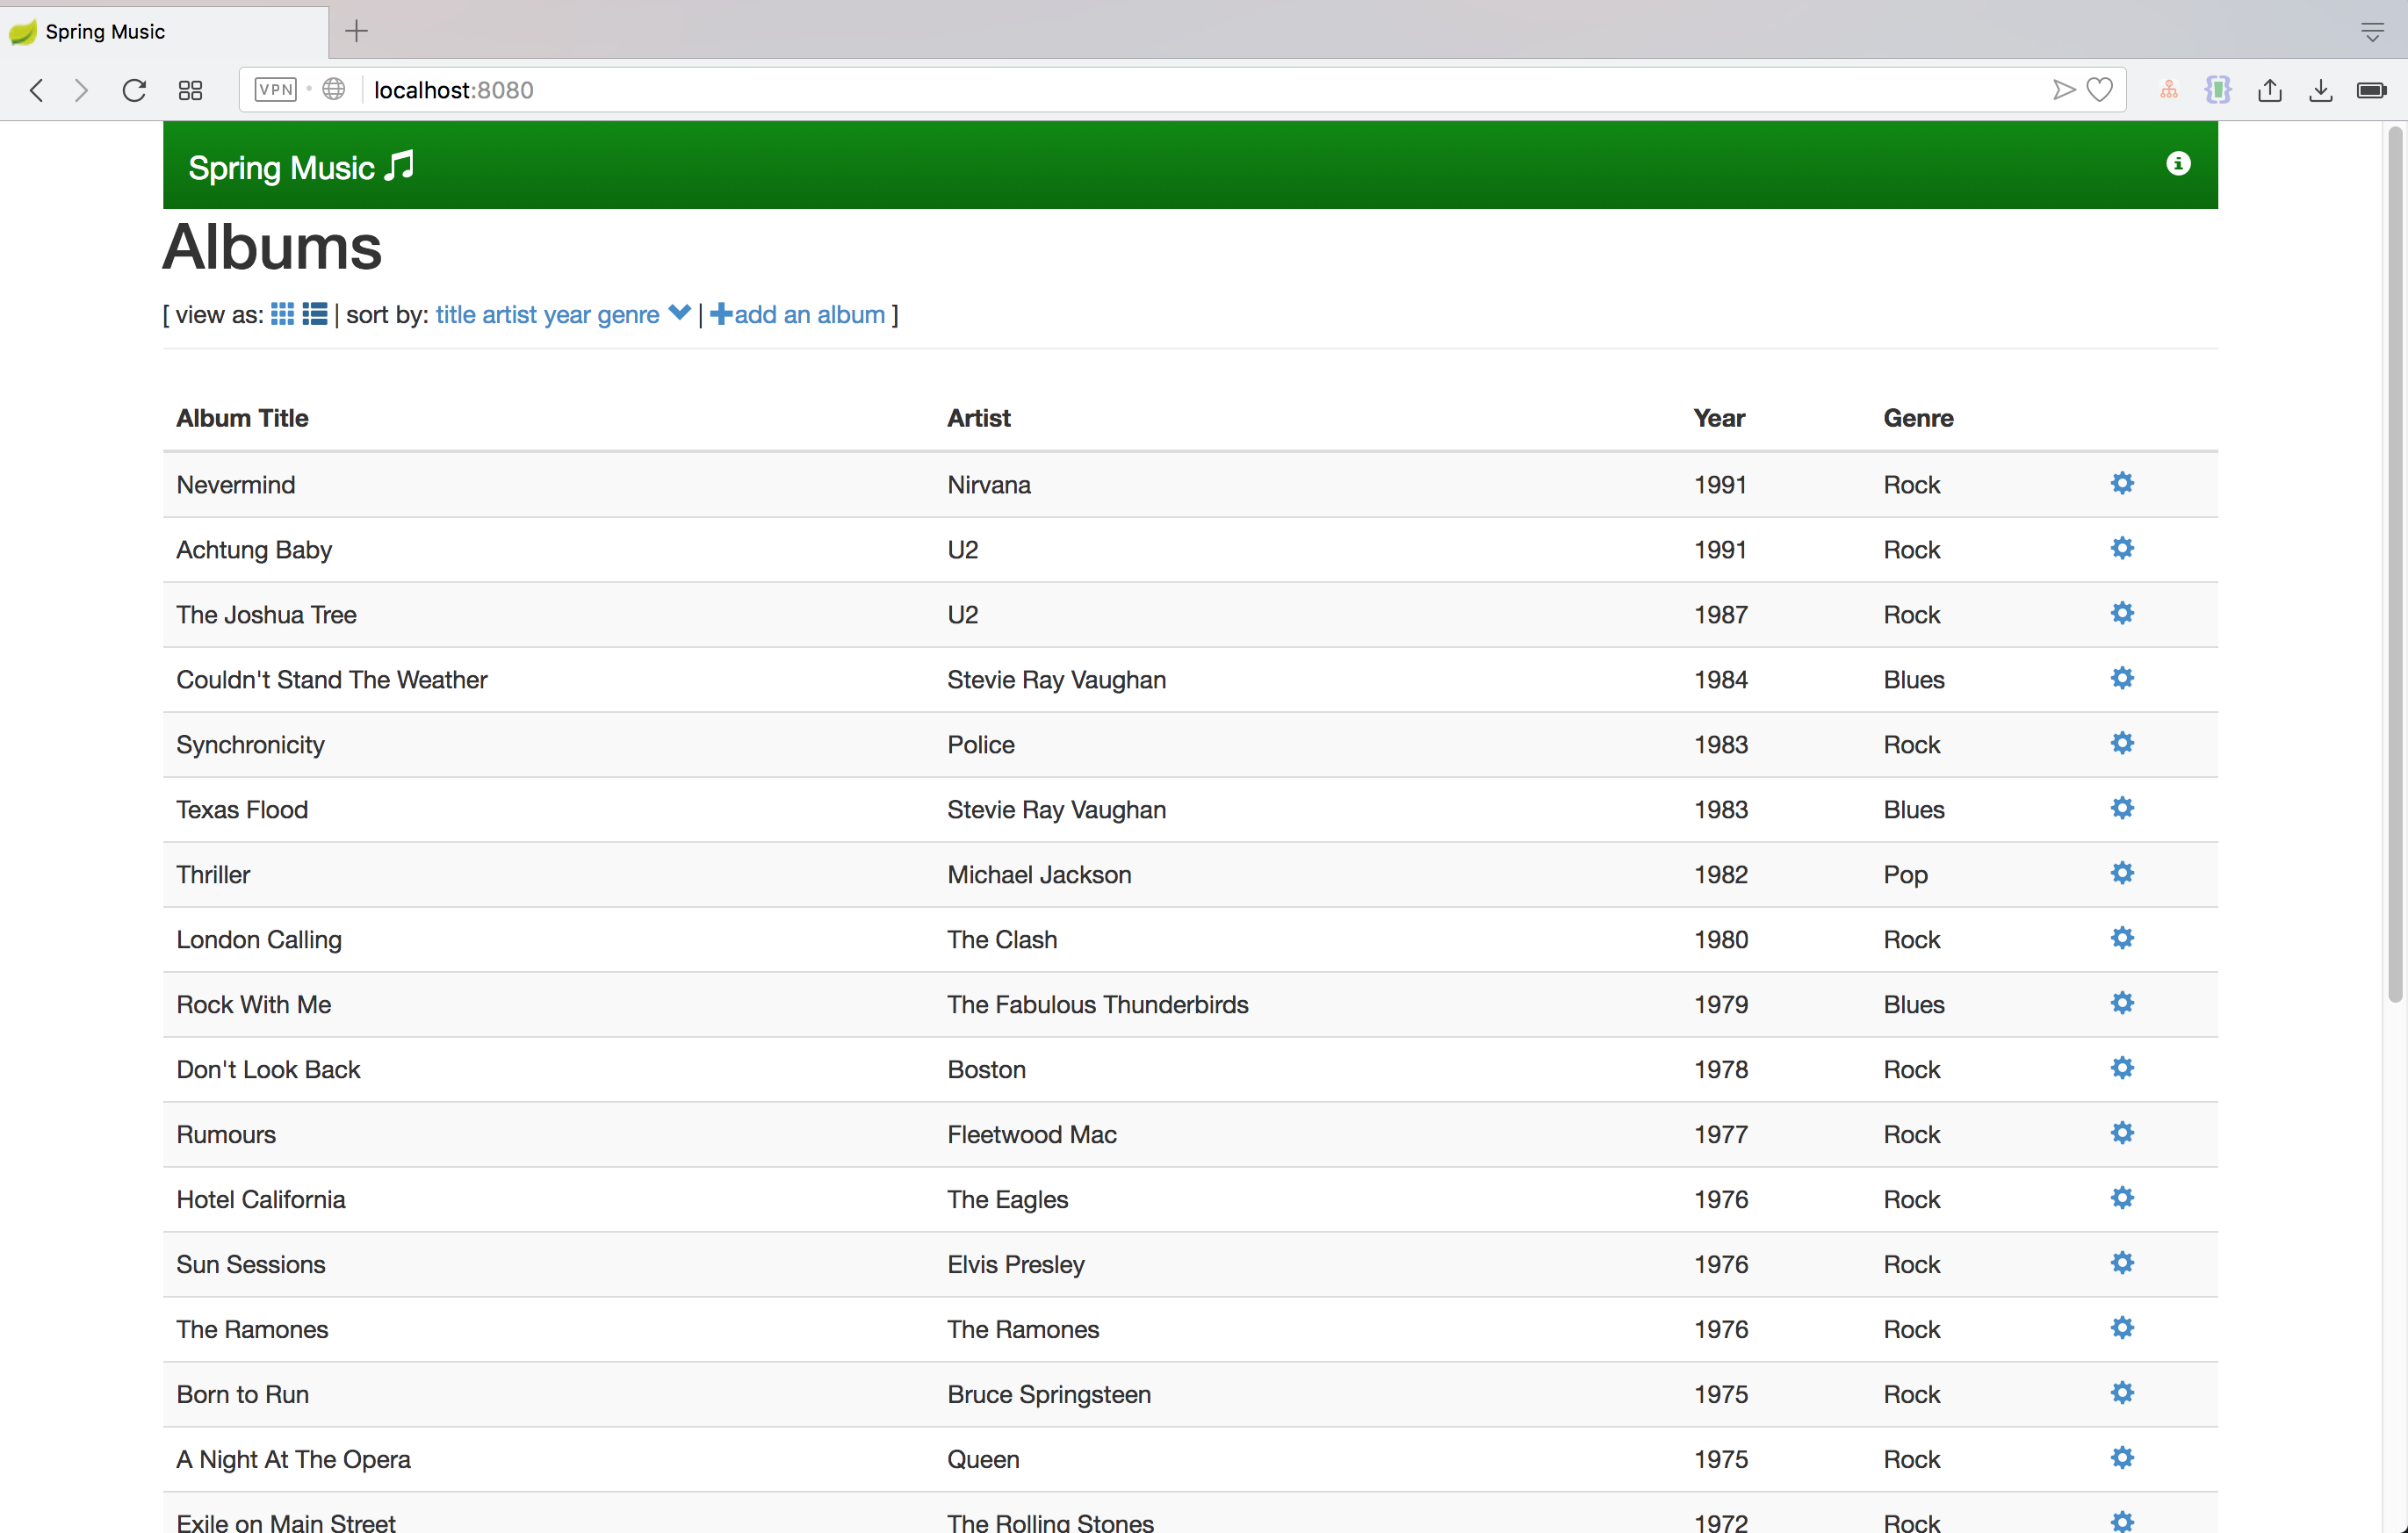 Spring Music
VPN localhost:8080
Spring Music
Albums
[ view as: | sort by: title artist year genre | add an album ]
Album Title Artist Year Genre
Nevermind Nirvana 1991 Rock
Achtung Baby U2 1991 Rock
The Joshua Tree U2 1987 Rock
Couldn't Stand The Weather Stevie Ray Vaughan 1984 Blues
Synchronicity Police 1983 Rock
Texas Flood Stevie Ray Vaughan 1983 Blues
Thriller Michael Jackson 1982 Pop
London Calling The Clash 1980 Rock
Rock With Me The Fabulous Thunderbirds 1979 Blues
Don't Look Back Boston 1978 Rock
Rumours Fleetwood Mac 1977 Rock
Hotel California The Eagles 1976 Rock
Sun Sessions Elvis Presley 1976 Rock
The Ramones The Ramones 1976 Rock
Born to Run Bruce Springsteen 1975 Rock
A Night At The Opera Queen 1975 Rock
Exile on Main Street The Rolling Stones 1972 Rock